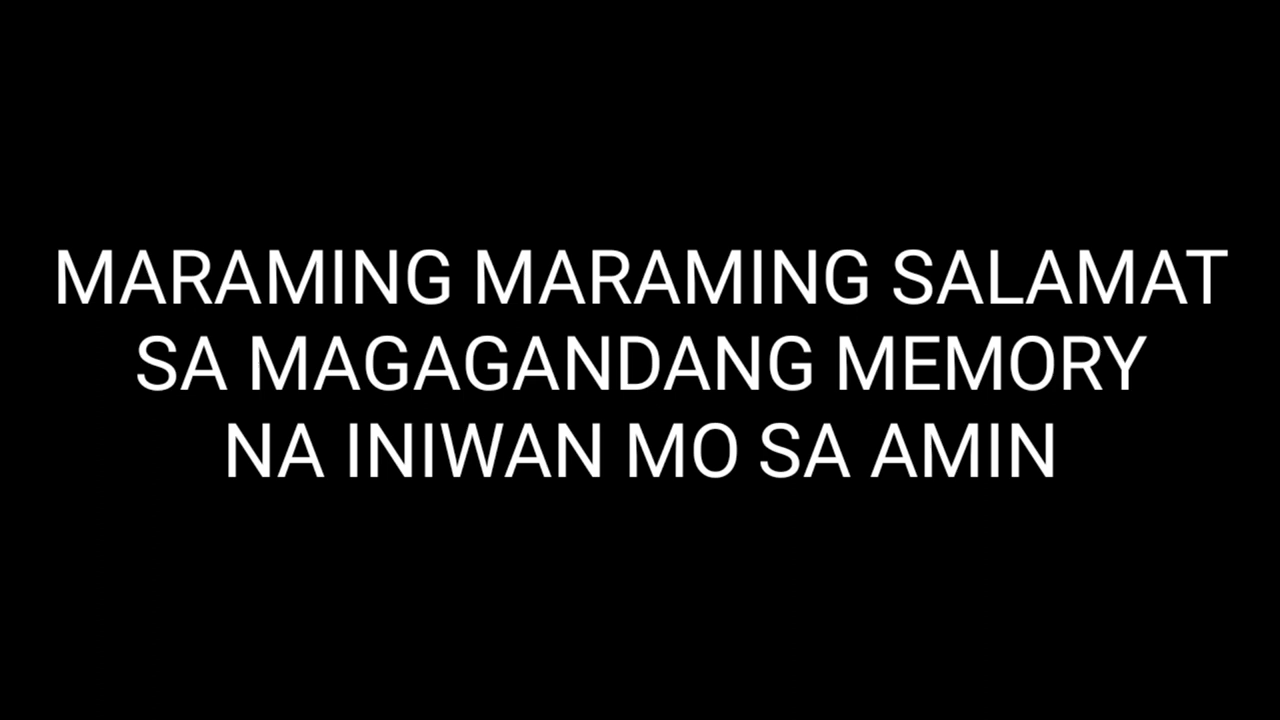 MARAMING MARAMING SALAMAT
SA MAGAGANDANG MEMORY
NA INIWAN MO SA AMIN